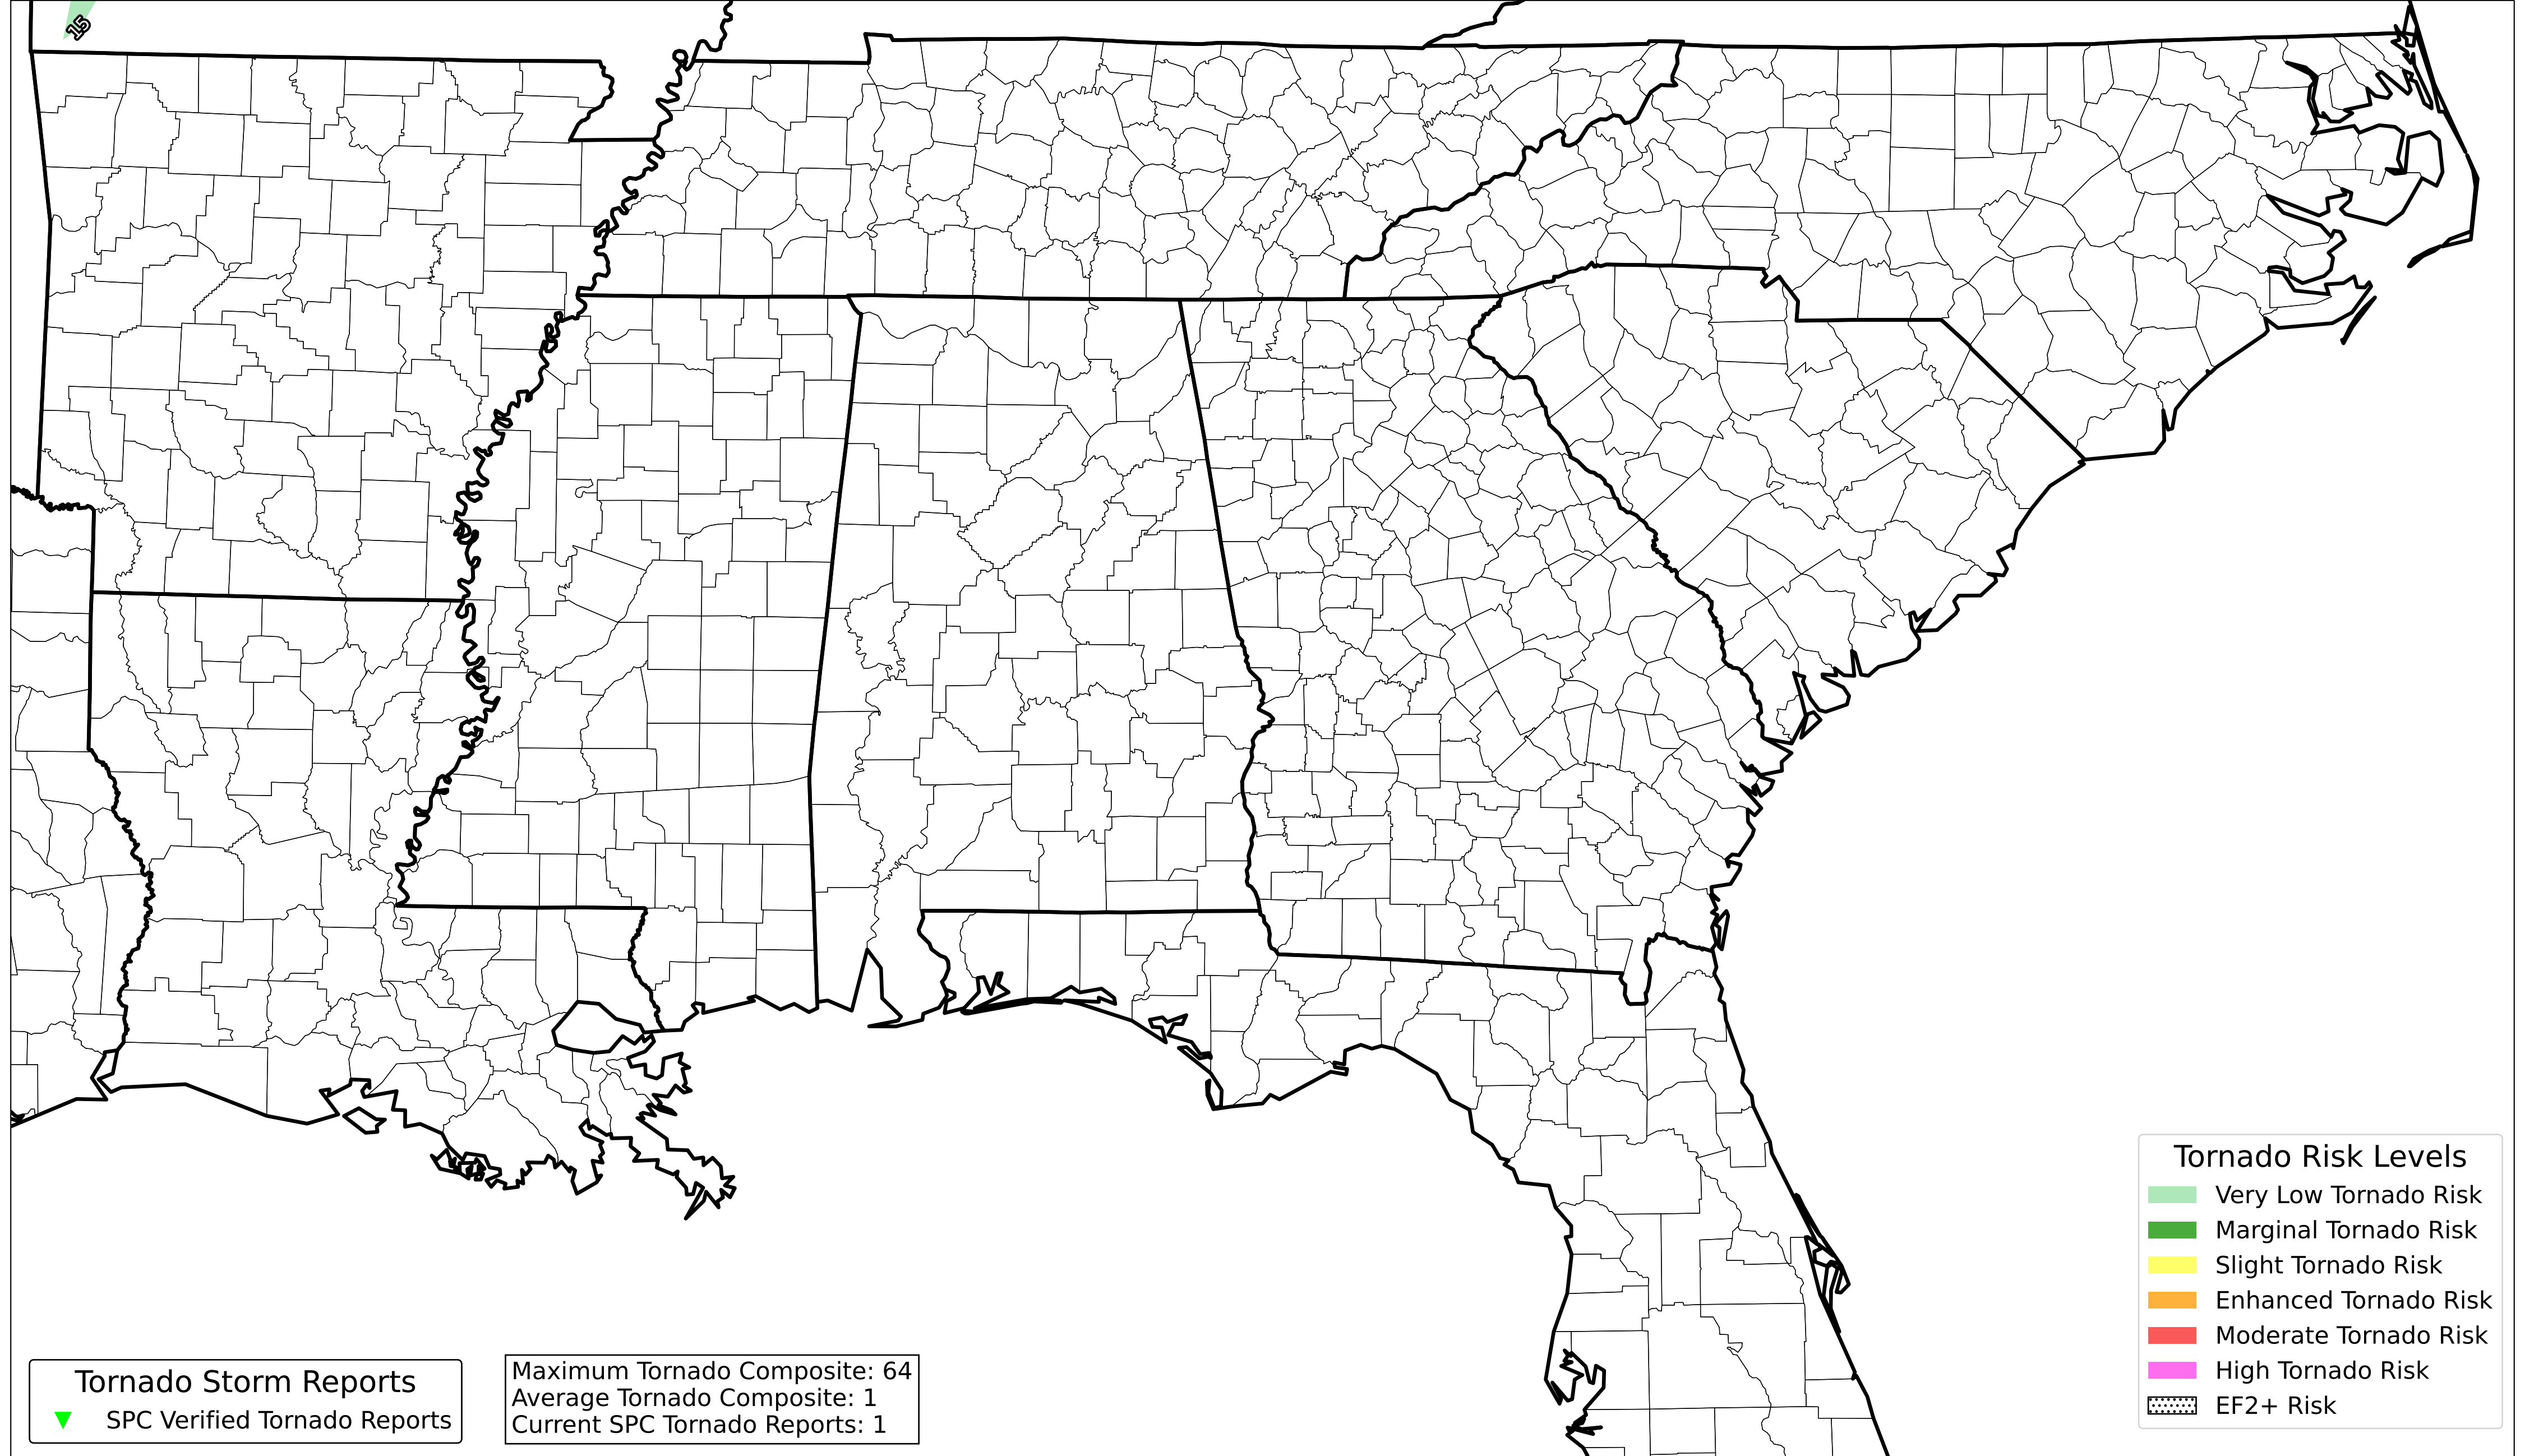 15
Tornado Risk Levels
Very Low Tornado Risk
Marginal Tornado Risk
Slight Tornado Risk
Enhanced Tornado Risk
Moderate Tornado Risk
High Tornado Risk
EF2+ Risk
Tornado Storm Reports
SPC Verified Tornado Reports
Maximum Tornado Composite: 64
Average Tornado Composite: 1
Current SPC Tornado Reports: 1